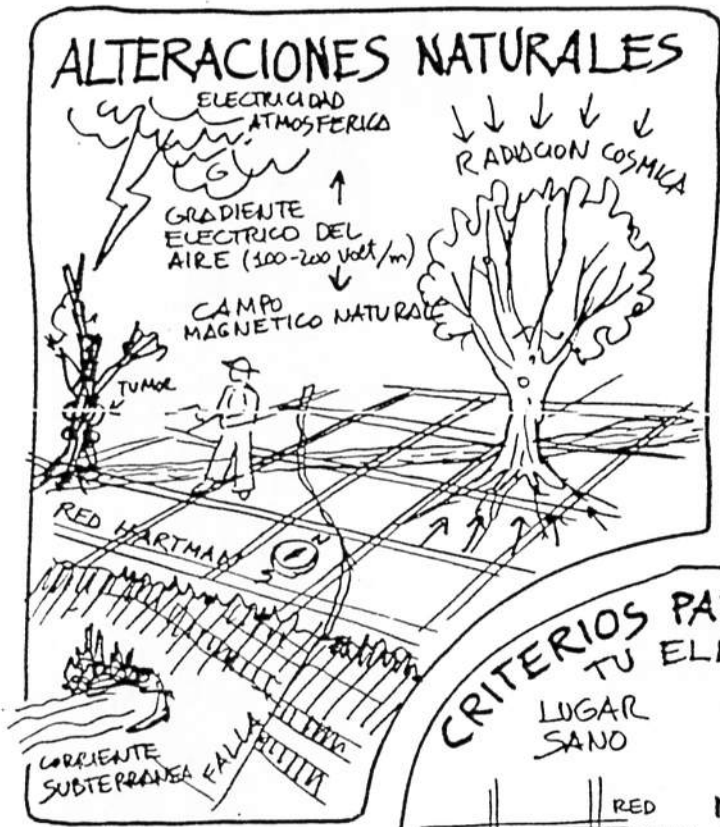 ALTERACIONES NATURALES
ELECTRICIDAD
ATMOSFERICA
RADIACION COSMICA
GRADIENTE
ELECTRICO DEL
AIRE (100-200 Volt/m)
CAMPO
MAGNETICO NATURALE
TUMOR
RED HARTMAN
N
S
CORRIENTE
SUBTERRANEA
FALLA
CRITERIOS PA
TU EL
LUGAR
SANO
RED